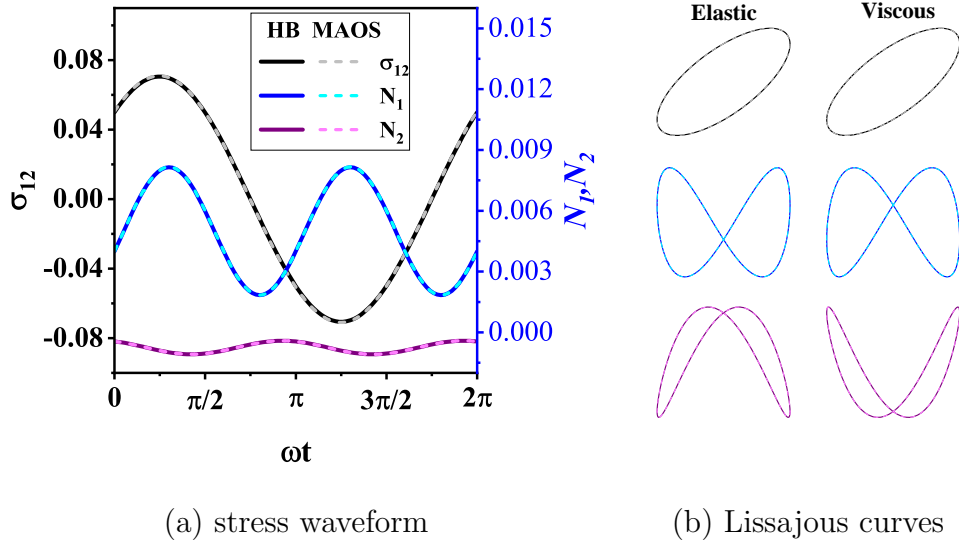 HB MAOS
σ12
N1
N2
0.08
0.04
0.00
-0.04
-0.08
σ12
0.015
0.012
0.009
0.006
0.003
0.000
N1,N2
0 π/2 π 3π/2 2π
ωt
(a) stress waveform
Elastic Viscous
(b) Lissajous curves